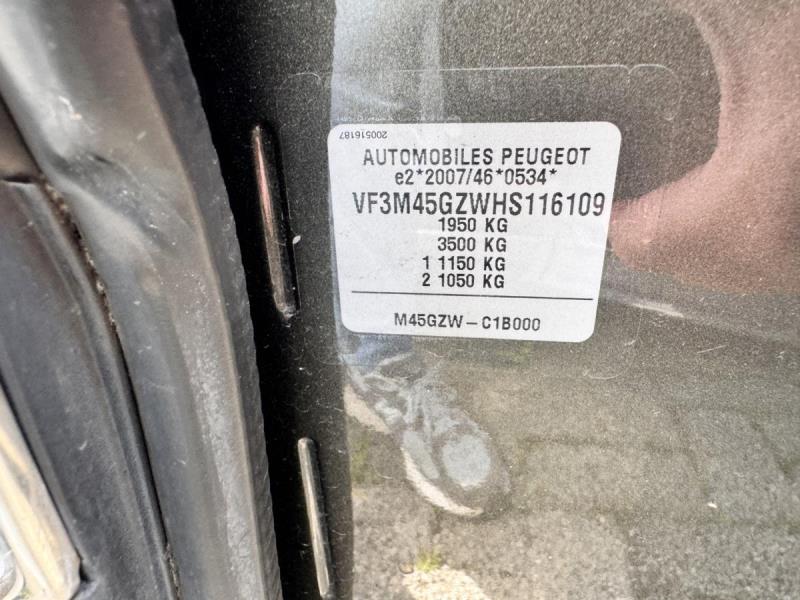 200516187
AUTOMOBILES PEUGEOT
e2*2007/46*0534*
VF3M45GZWHS116109
1950 KG
3500 KG
1 1150 KG
2 1050 KG
M45GZW-C1B000